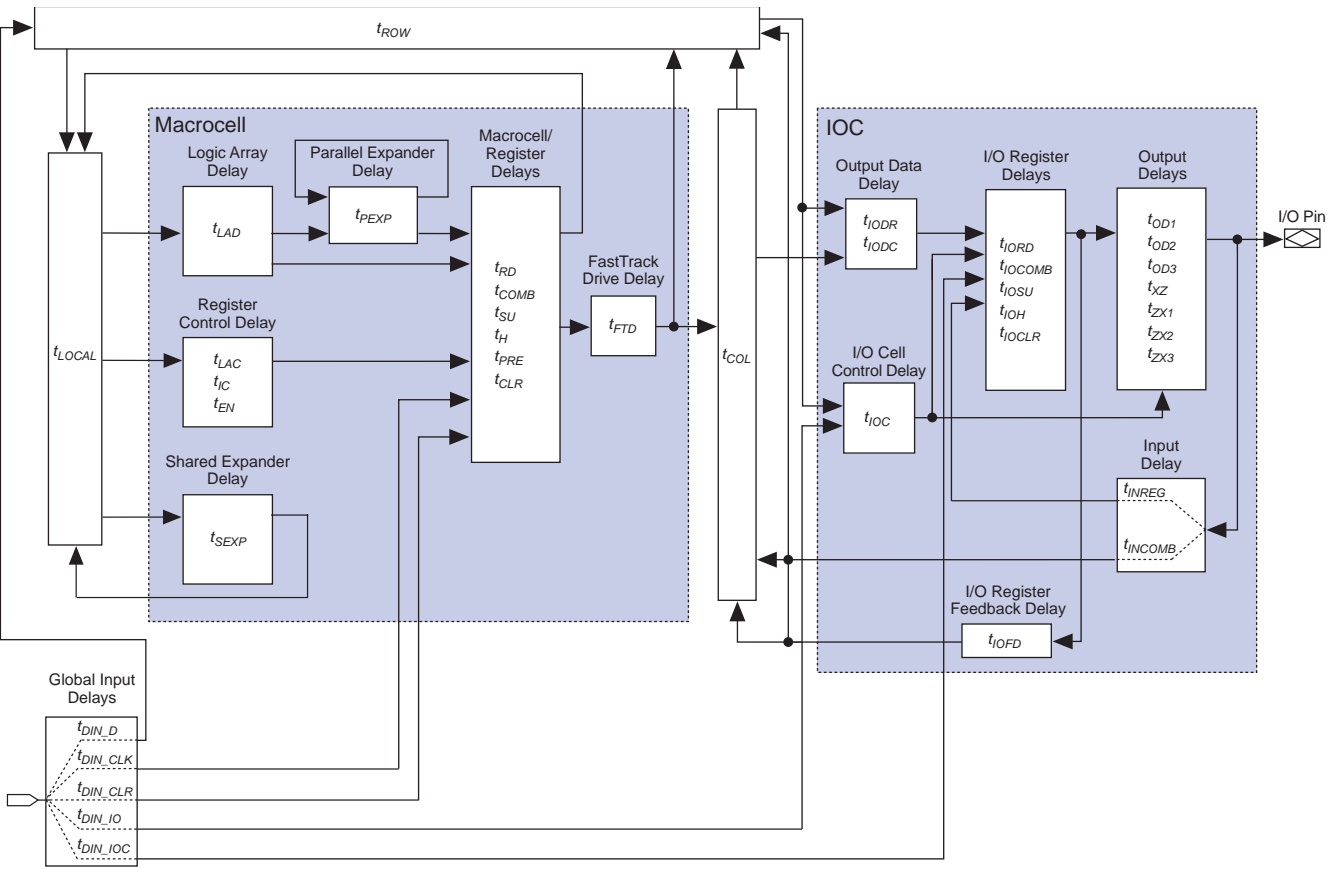 tROW
Macrocell
Logic Array
Delay
tLAD
Parallel Expander
Delay
tPEXP
Macrocell/
Register
Delays
tRD
tCOMB
tSU
tH
tPRE
tCLR
FastTrack
Drive Delay
tFTD
Register
Control Delay
tLAC
tIC
tEN
tLOCAL
Shared Expander
Delay
tSEXP
tCOL
IOC
Output Data
Delay
tIODR
tIODC
I/O Register
Delays
tIORD
tIOCOMB
tIOSU
tIOH
tIOCLR
Output
Delays
tOD1
tOD2
tOD3
tXZ
tZX1
tZX2
tZX3
I/O Pin
I/O Cell
Control Delay
tIOC
Input
Delay
tINREG
tINCOMB
I/O Register
Feedback Delay
tIOFD
Global Input
Delays
tDIN_D
tDIN_CLK
tDIN_CLR
tDIN_IO
tDIN_IOC